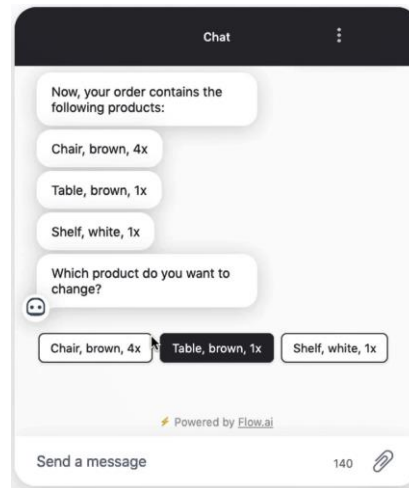 Chat
Now, your order contains the
following products:
Chair, brown, 4x
Table, brown, 1x
Shelf, white, 1x
Which product do you want to
change?
Chair, brown, 4x
Table, brown, 1x
Shelf, white, 1x
Powered by Flow.ai
Send a message
140